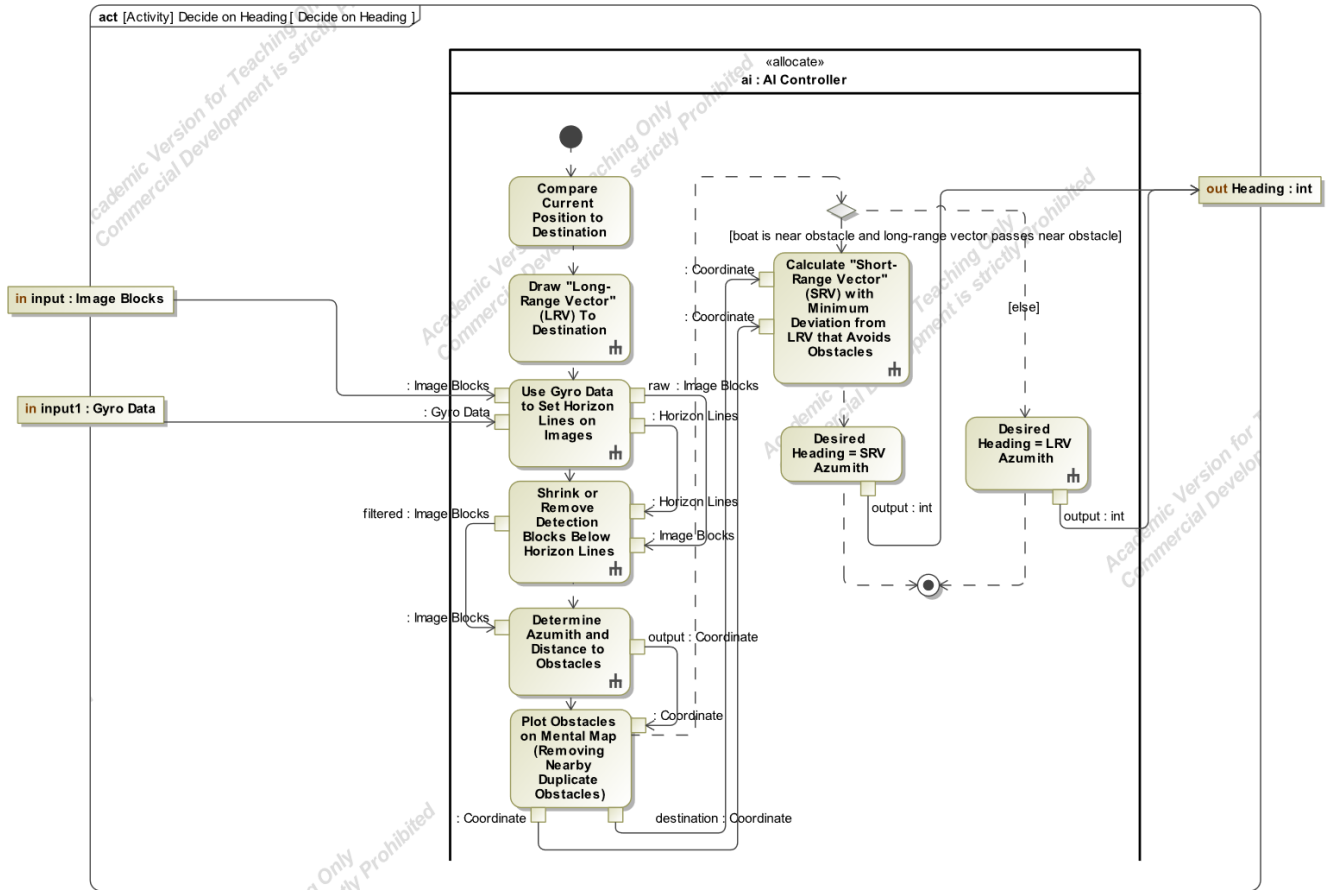 act [Activity] Decide on Heading [ Decide on Heading ]
«allocate»
ai : AI Controller
Compare
Current
Position to
Destination
Draw "Long-
Range Vector"
(LRV) To
Destination
in input : Image Blocks
in input1 : Gyro Data
: Image Blocks
: Gyro Data
Use Gyro Data
to Set Horizon
Lines on
Images
raw : Image Blocks
: Horizon Lines
Shrink or
Remove
Detection
Blocks Below
Horizon Lines
: Horizon Lines
: Image Blocks
filtered : Image Blocks
: Image Blocks
Determine
Azumith and
Distance to
Obstacles
output : Coordinate
: Coordinate
Plot Obstacles
on Mental Map
(Removing
Nearby
Duplicate
Obstacles)
: Coordinate
destination : Coordinate
[boat is near obstacle and long-range vector passes near obstacle]
: Coordinate
: Coordinate
Calculate "Short-
Range Vector"
(SRV) with
Minimum
Deviation from
LRV that Avoids
Obstacles
[else]
Desired
Heading = SRV
Azumith
output : int
Desired
Heading = LRV
Azumith
output : int
out Heading : int
Academic Version for Teaching Only
Commercial Development is strictly Prohibited